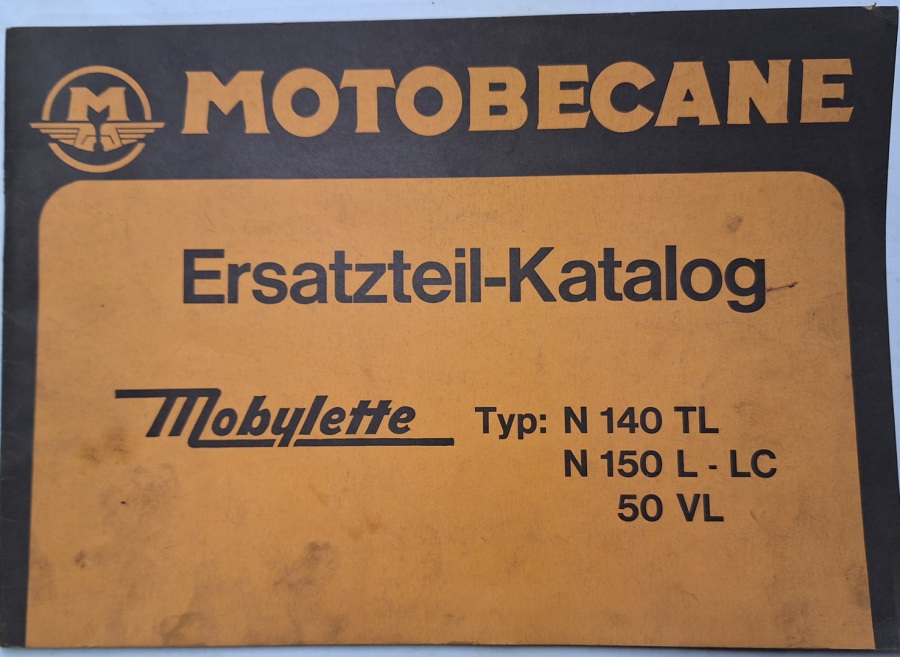 M MOTOBECANE
Ersatzteil-Katalog
Mobylette Typ: N 140 TL
N 150 L - LC
50 VL